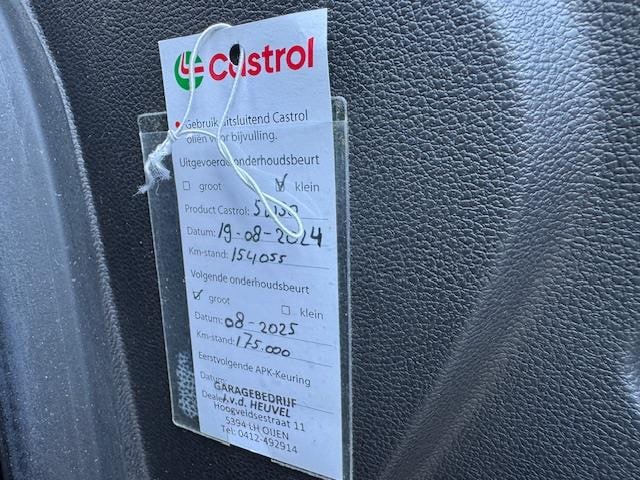 Castrol
Gebruik uitsluitend Castrol
oliën voor bijvulling.
Uitgevoerde onderhoudsbeurt
groot klein
Product Castrol:
Datum: 19-08-2024
Km-stand: 154055
Volgende onderhoudsbeurt
groot klein
Datum: 08-2025
Km-stand: 175.000
Eerstvolgende APK-Keuring
Datum:
GARAGEBEDRIJF
Dealer J.v.d. HEUVEL
Hoogveldsestraat 11
5394 LH OIJEN
Tel: 0412-492914